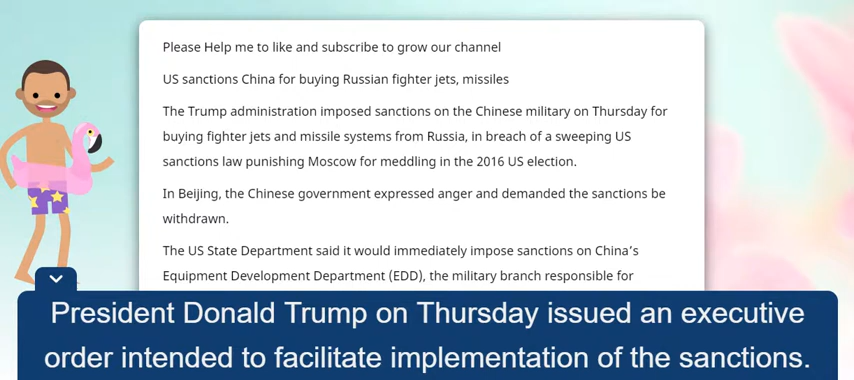 Please Help me to like and subscribe to grow our channel
US sanctions China for buying Russian fighter jets, missiles
The Trump administration imposed sanctions on the Chinese military on Thursday for
buying fighter jets and missile systems from Russia, in breach of a sweeping US
sanctions law punishing Moscow for meddling in the 2016 US election.
In Beijing, the Chinese government expressed anger and demanded the sanctions be
withdrawn.
The US State Department said it would immediately impose sanctions on China’s
Equipment Development Department (EDD), the military branch responsible for
President Donald Trump on Thursday issued an executive
order intended to facilitate implementation of the sanctions.